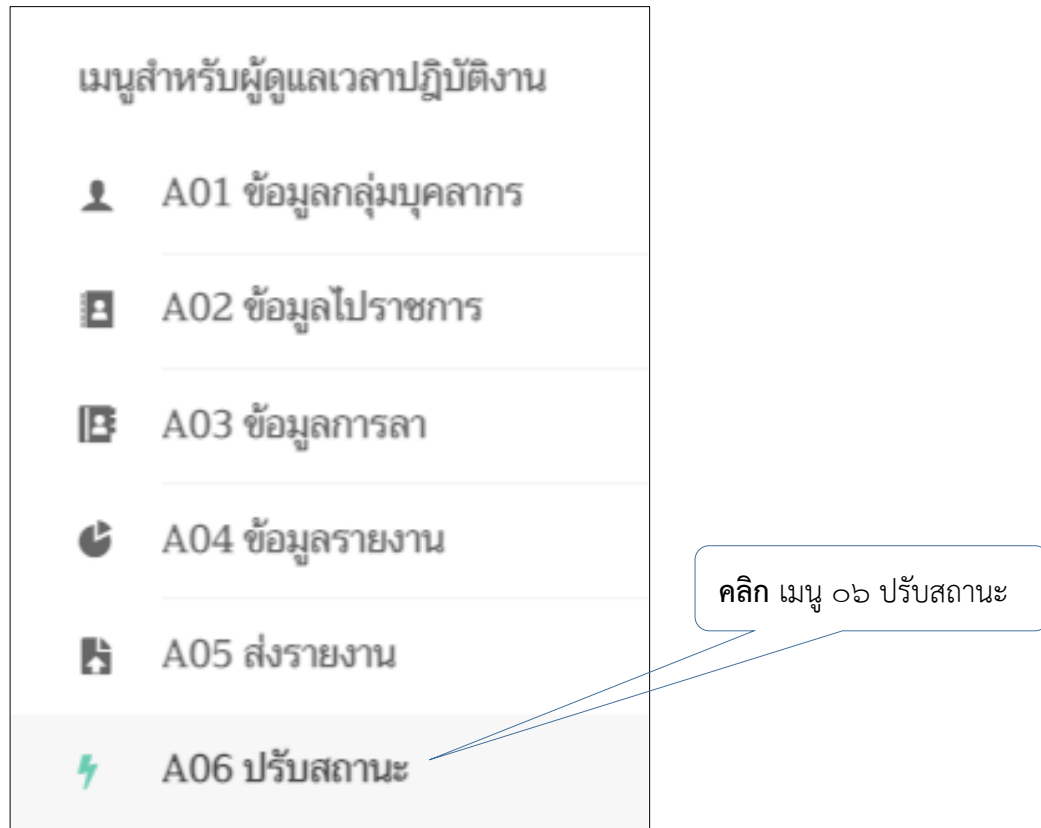 เมนูสำหรับผู้ดูแลเวลาปฎิบัติงาน
A01 ข้อมูลกลุ่มบุคลากร
A02 ข้อมูลไปราชการ
A03 ข้อมูลการลา
A04 ข้อมูลรายงาน
A05 ส่งรายงาน
A06 ปรับสถานะ
คลิก เมนู ๐๖ ปรับสถานะ